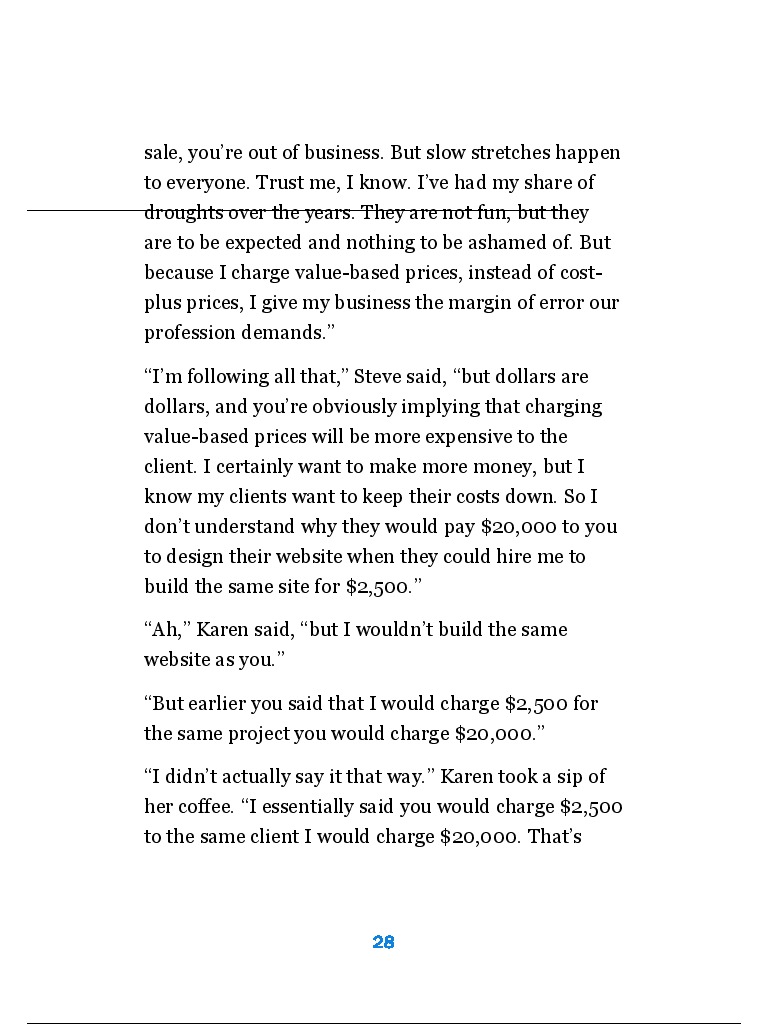 sale, you’re out of business. But slow stretches happen
to everyone. Trust me, I know. I’ve had my share of
droughts over the years. They are not fun, but they
are to be expected and nothing to be ashamed of. But
because I charge value-based prices, instead of cost-
plus prices, I give my business the margin of error our
profession demands.”
“I’m following all that,” Steve said, “but dollars are
dollars, and you’re obviously implying that charging
value-based prices will be more expensive to the
client. I certainly want to make more money, but I
know my clients want to keep their costs down. So I
don’t understand why they would pay $20,000 to you
to design their website when they could hire me to
build the same site for $2,500.”
“Ah,” Karen said, “but I wouldn’t build the same
website as you.”
“But earlier you said that I would charge $2,500 for
the same project you would charge $20,000.”
“I didn’t actually say it that way.” Karen took a sip of
her coffee. “I essentially said you would charge $2,500
to the same client I would charge $20,000. That’s
28